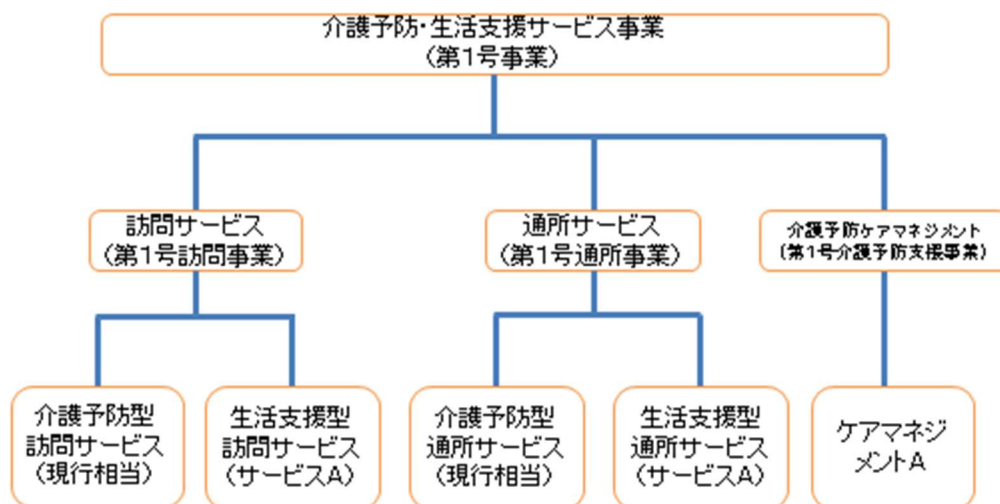 介護予防・生活支援サービス事業
(第1号事業)
訪問サービス
(第1号訪問事業)
通所サービス
(第1号通所事業)
介護予防ケアマネジメント
(第1号介護予防支援事業)
介護予防型
訪問サービス
(現行相当)
生活支援型
訪問サービス
(サービスA)
介護予防型
通所サービス
(現行相当)
生活支援型
通所サービス
(サービスA)
ケアマネジ
メントA